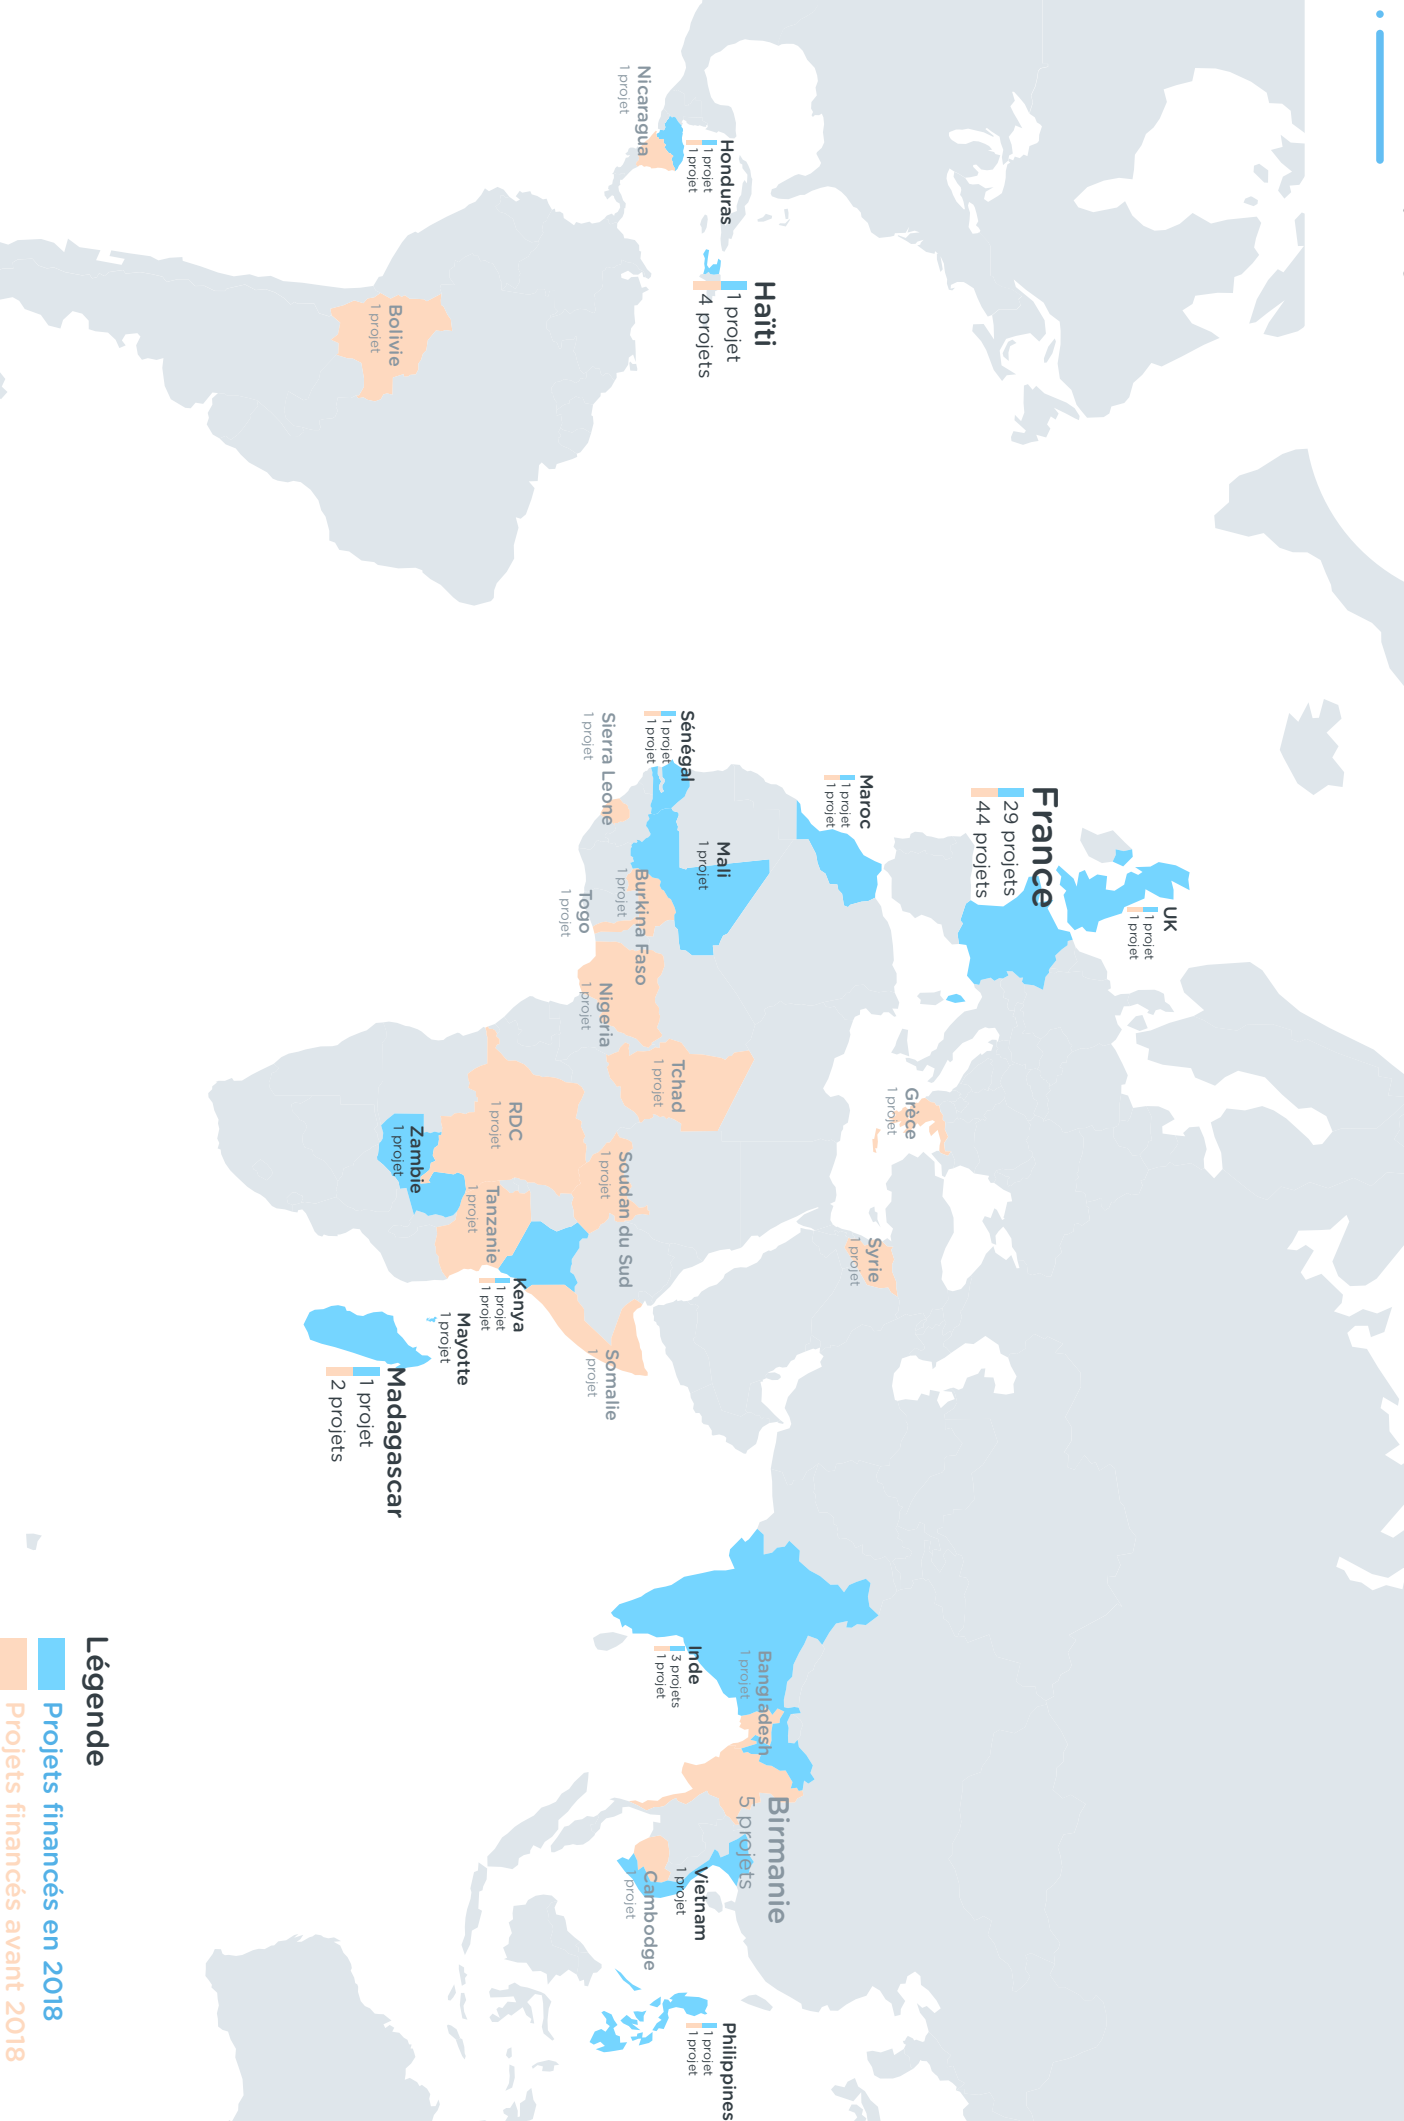 France
29 projets
44 projets
UK
1 projet
1 projet
Maroc
1 projet
1 projet
Grèce
1 projet
Syrie
1 projet
Honduras
1 projet
1 projet
Nicaragua
1 projet
Haïti
1 projet
4 projets
Bolivie
1 projet
Sénégal
1 projet
1 projet
Sierra Leone
1 projet
Mali
1 projet
Burkina Faso
1 projet
Togo
1 projet
Nigeria
1 projet
Tchad
1 projet
Soudan du Sud
1 projet
RDC
1 projet
Zambie
1 projet
Tanzanie
1 projet
Kenya
1 projet
1 projet
Somalie
1 projet
Mayotte
1 projet
Madagascar
1 projet
2 projets
Inde
3 projets
1 projet
Bangladesh
1 projet
Birmanie
5 projets
Vietnam
1 projet
Cambodge
1 projet
Philippines
1 projet
1 projet
Légende
Projets financés en 2018
Projets financés avant 2018